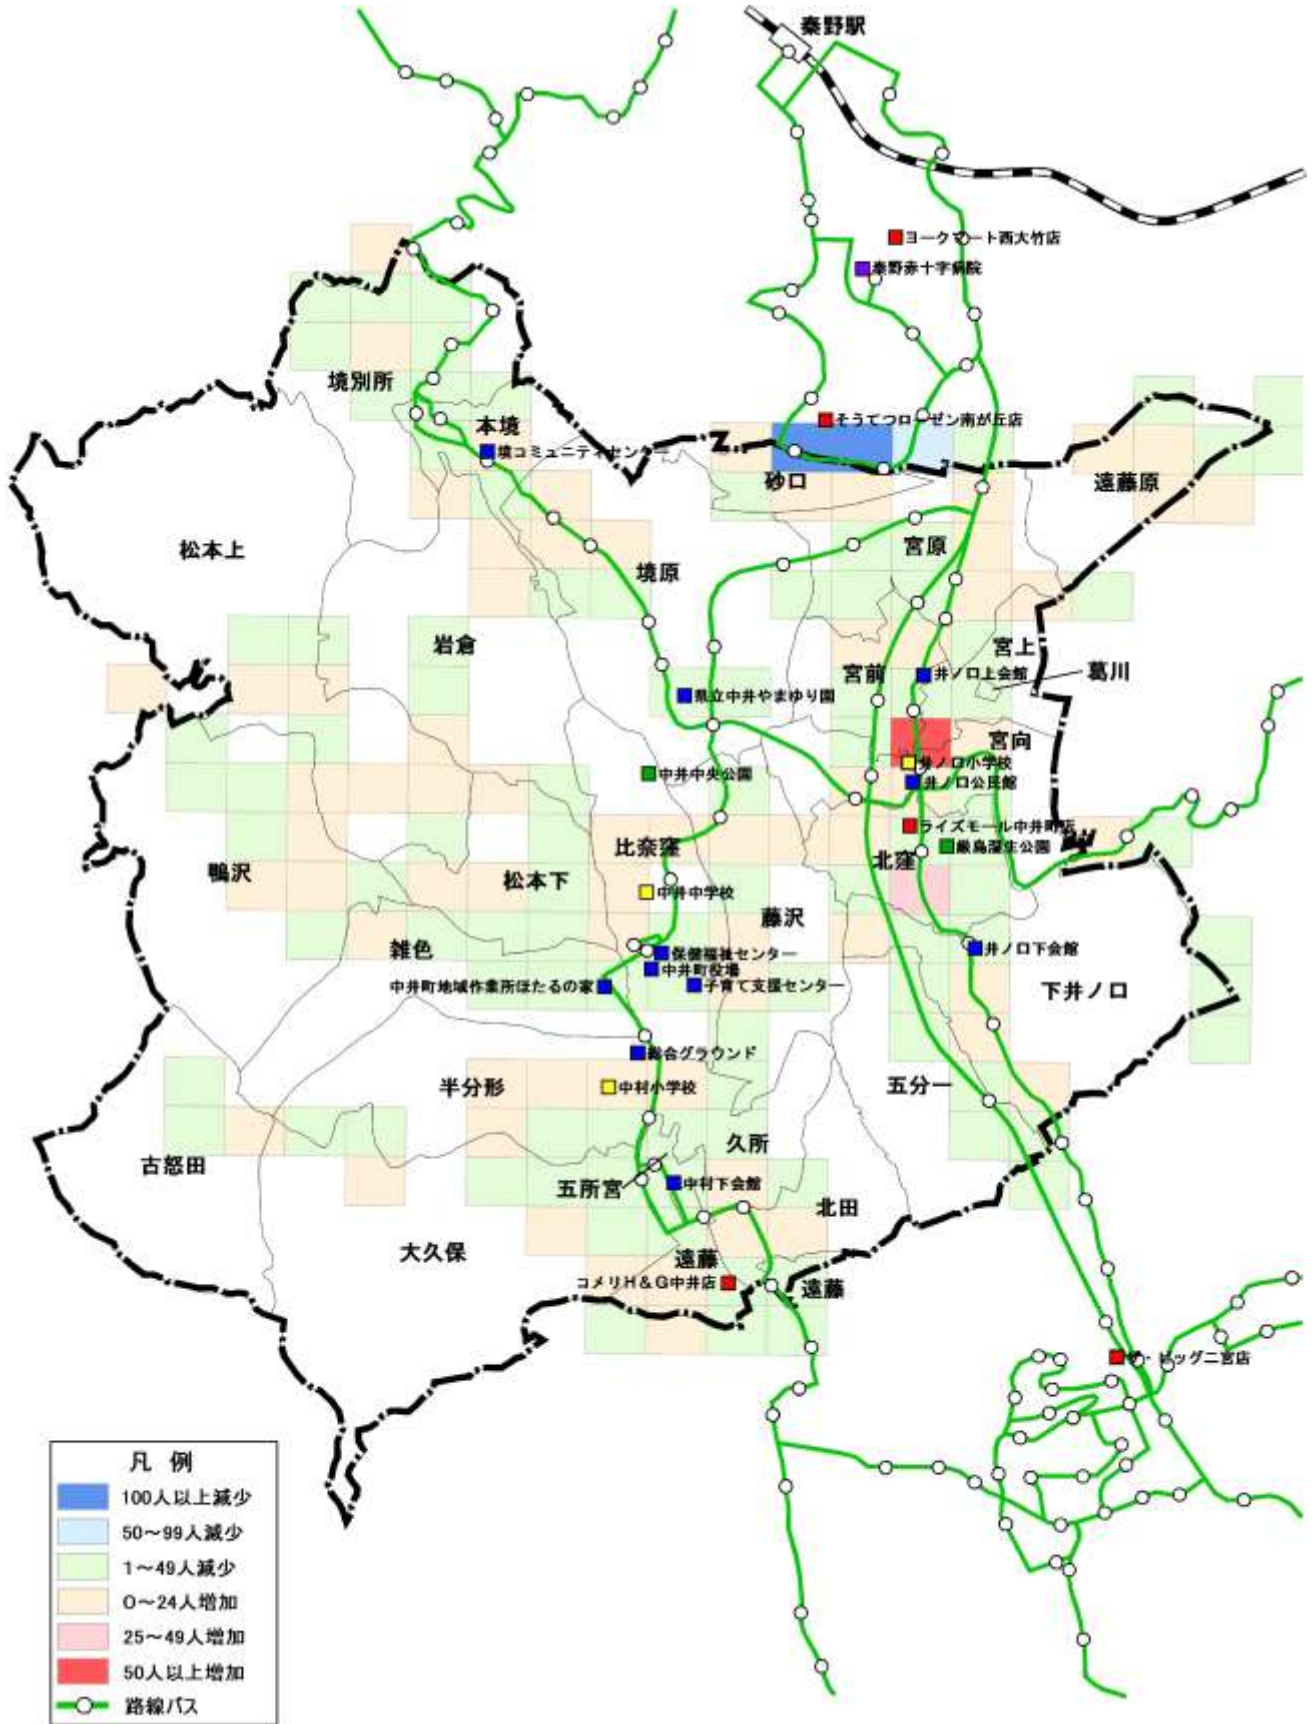 秦野駅
ヨークマート西大竹店
秦野赤十字病院
境別所
本境
そうてつローゼン南が丘店
境コミュニティセンター
砂口
遠藤原
松本上
境原
宮原
岩倉
宮前
宮上
葛川
井ノ口上会館
県立中井やまゆり園
宮向
井ノ口小学校
中井中央公園
井ノ口公民館
ライズモール中井町店
比奈窪
厳島湿生公園
北窪
鴨沢
松本下
中井中学校
藤沢
雑色
保健福祉センター
井ノ口下会館
中井町役場
中井町地域作業所ほたるの家
子育て支援センター
下井ノ口
総合グラウンド
半分形
中村小学校
五分一
久所
古怒田
五所宮
中村下会館
北田
大久保
遠藤
コメリH&G中井店
遠藤
ザ・ビッグ二宮店
凡 例
100人以上減少
50～99人減少
1～49人減少
0～24人増加
25～49人増加
50人以上増加
路線バス